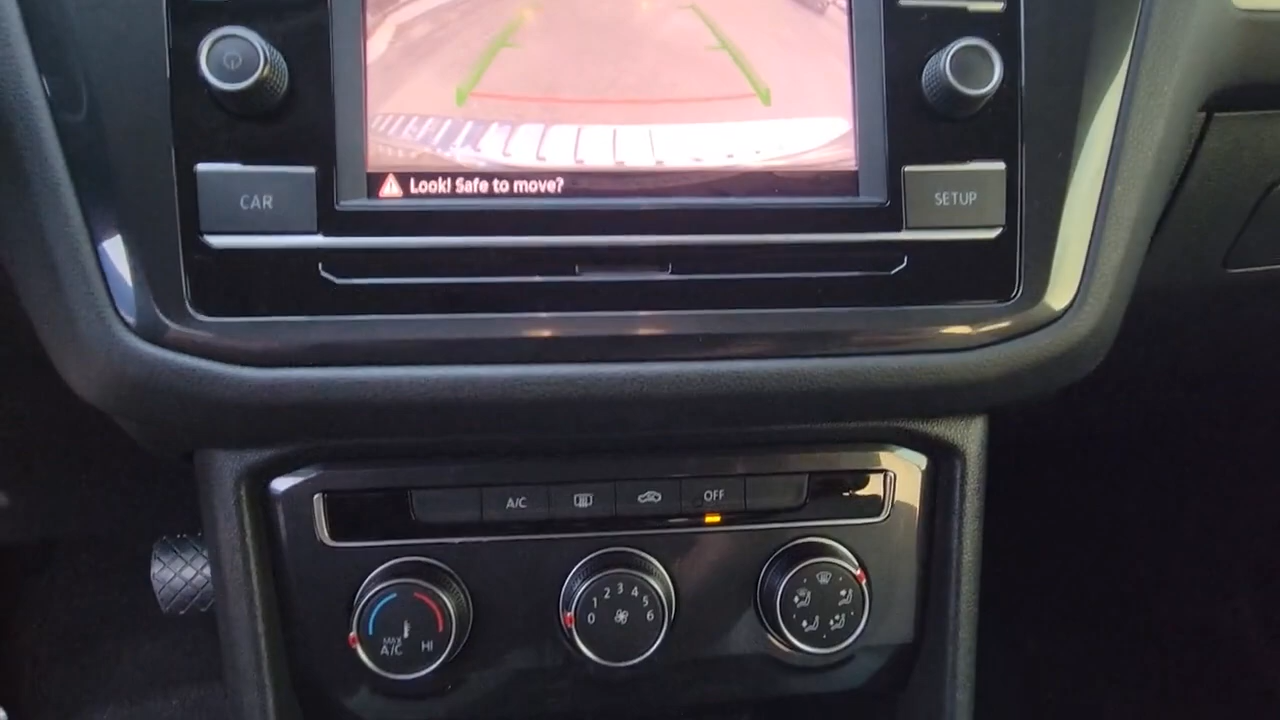 Look! Safe to move?
CAR
SETUP
A/C
OFF
MAX
A/C
HI
0 1 2 3 4 5 6